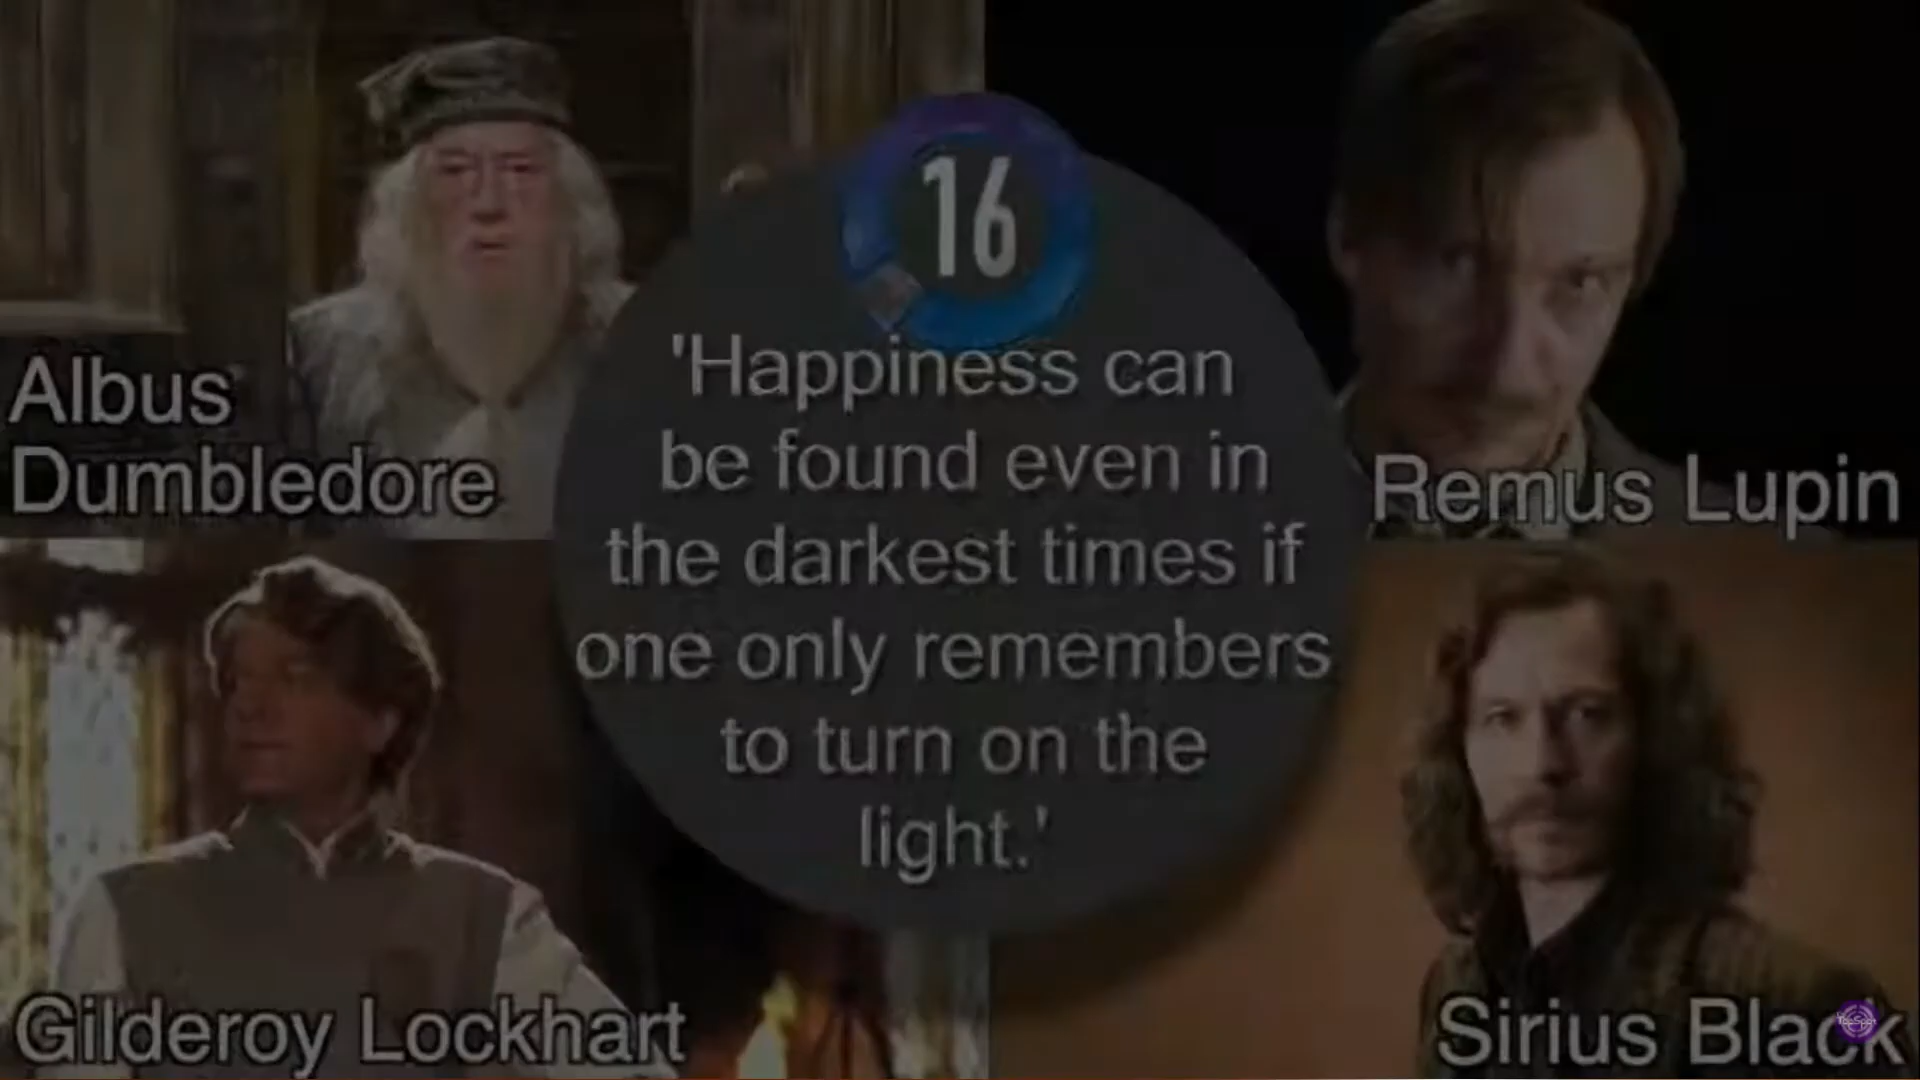 16
'Happiness can
be found even in
the darkest times if
one only remembers
to turn on the
light.'
Albus
Dumbledore
Remus Lupin
Gilderoy Lockhart
Sirius Black